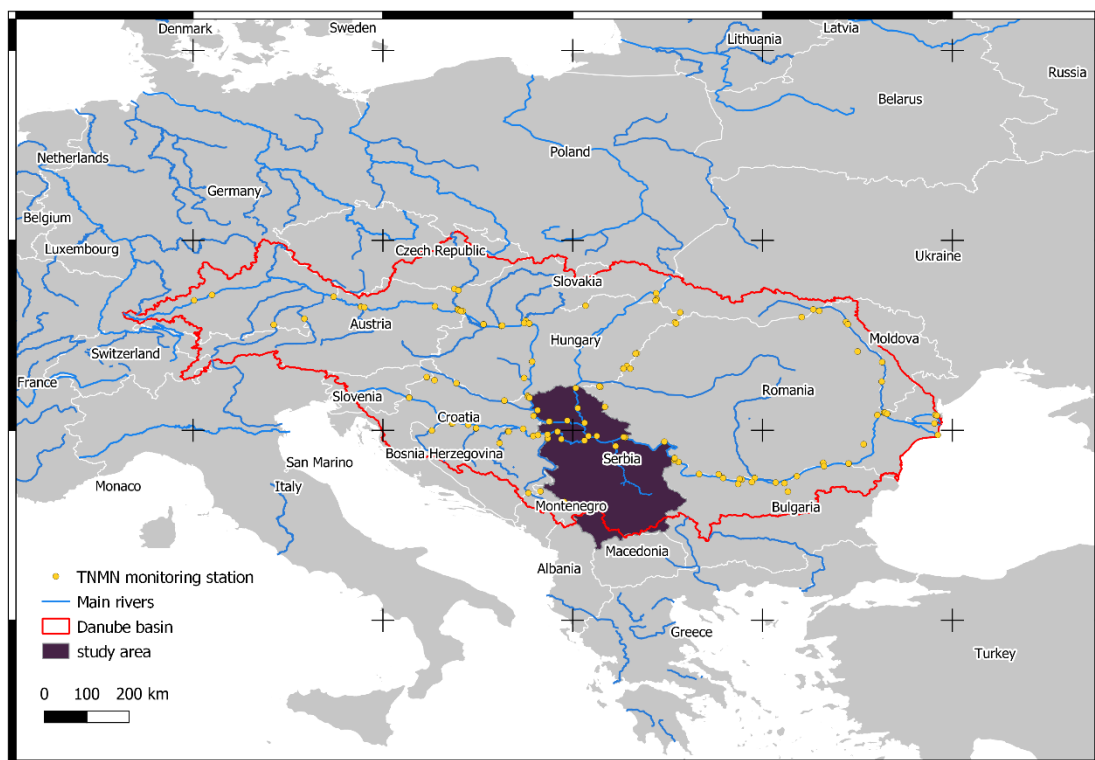 Denmark
Sweden
Latvia
Lithuania
Russia
Belarus
Netherlands
Poland
Germany
Belgium
Luxembourg
Czech Republic
Ukraine
Slovakia
Austria
Hungary
Moldova
Switzerland
France
Slovenia
Romania
Croatia
Bosnia Herzegovina
Serbia
San Marino
Monaco
Italy
Montenegro
Bulgaria
Macedonia
Albania
Greece
Turkey
TNMN monitoring station
Main rivers
Danube basin
study area
0 100 200 km